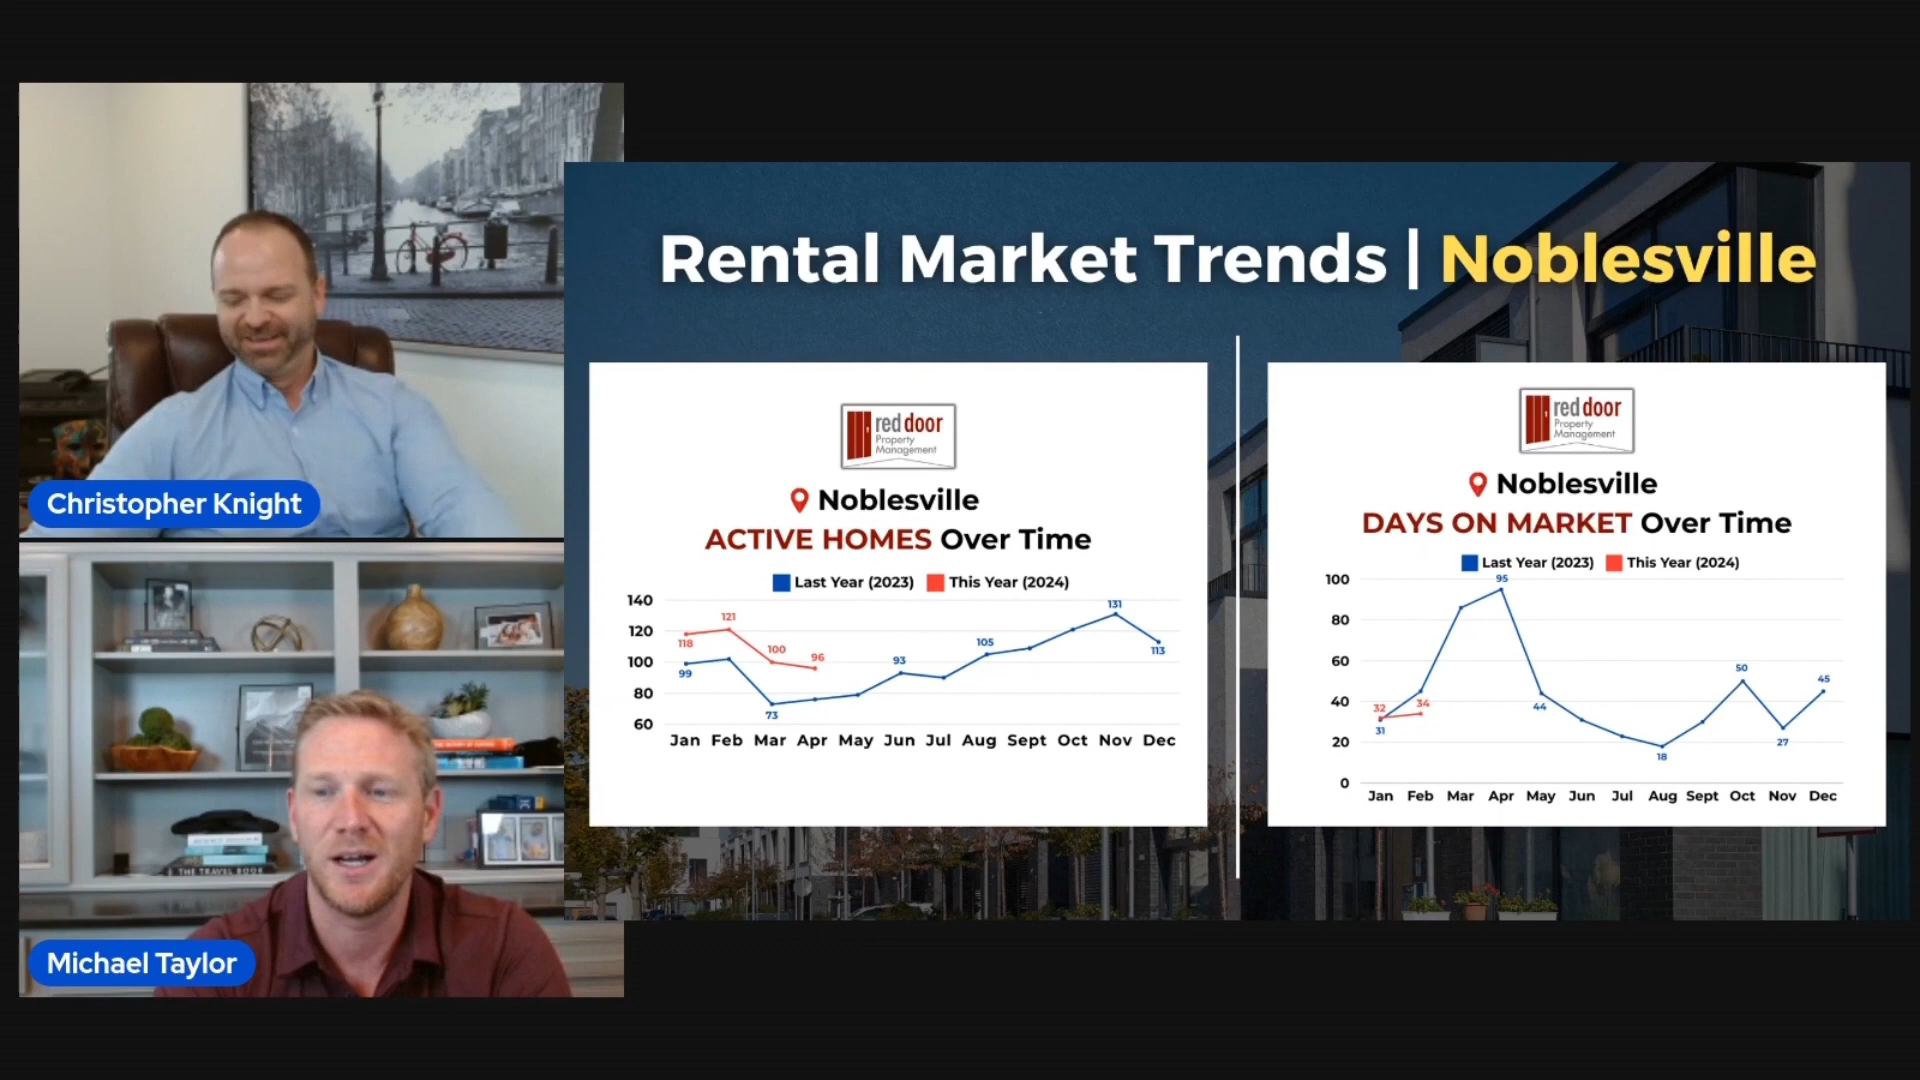 Christopher Knight
Michael Taylor
THE TRAVEL BOOK
Rental Market Trends | Noblesville
red door
Property
Management
Noblesville
ACTIVE HOMES Over Time
Last Year (2023) This Year (2024)
140
120
100
80
60
118
121
100
96
99
73
93
105
131
113
Jan Feb Mar Apr May Jun Jul Aug Sept Oct Nov Dec
red door
Property
Management
Noblesville
DAYS ON MARKET Over Time
Last Year (2023) This Year (2024)
100
80
60
40
20
0
32
34
31
95
44
18
50
27
45
Jan Feb Mar Apr May Jun Jul Aug Sept Oct Nov Dec